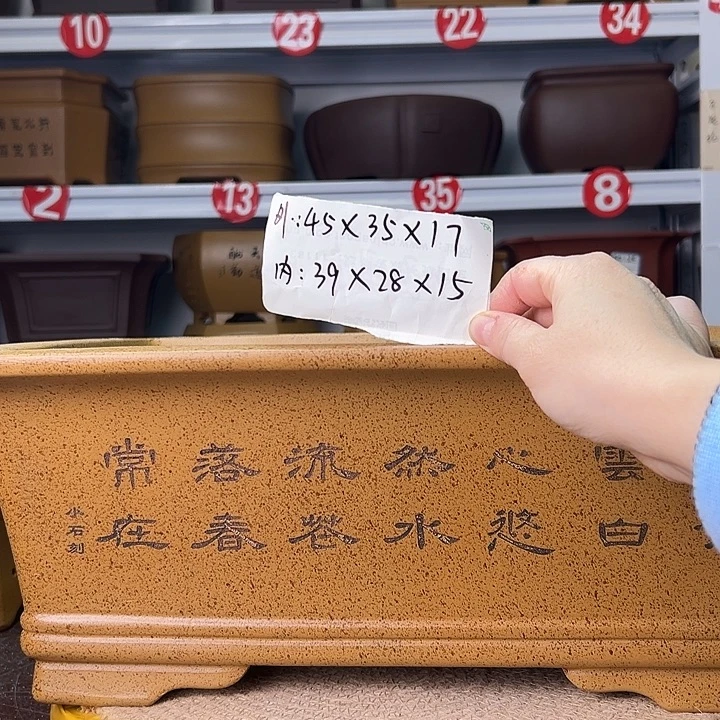 10
23
22
34
2
13
35
8
外:45×35×17
内:39×28×15
雲白
心悠
然水
流花
落春
常在
小石刻